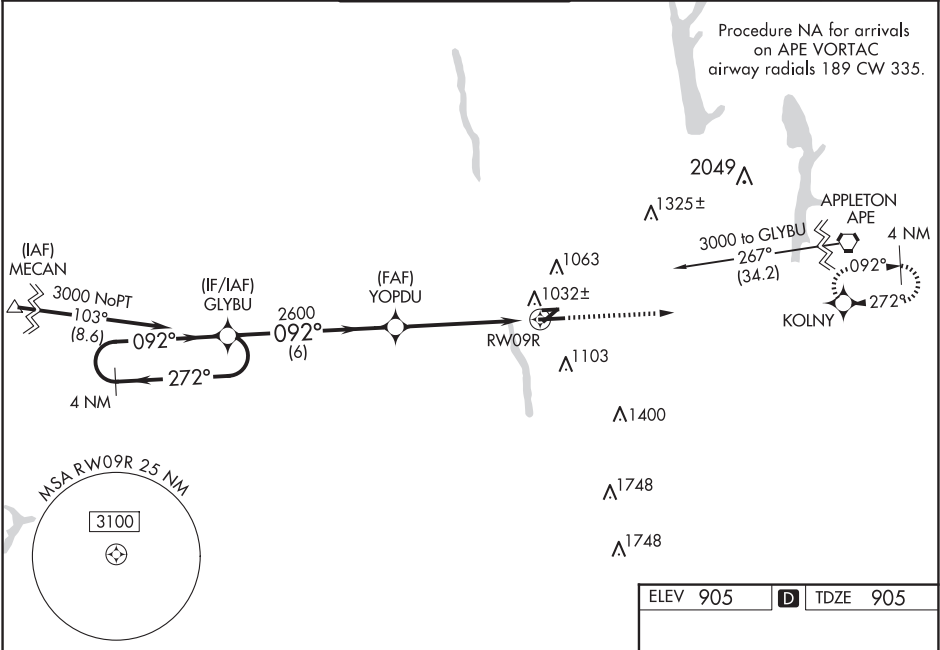 Procedure NA for arrivals
on APE VORTAC
airway radials 189 CW 335.
2049
1325±
APPLETON
APE
4 NM
3000 to GLYBU
267°
(34.2)
092°
272°
KOLNY
(IAF)
MECAN
3000 NoPT
103°
(8.6)
(IF/IAF)
GLYBU
092°
272°
4 NM
2600
092°
(6)
(FAF)
YOPDU
1063
1032±
RW09R
1103
1400
1748
1748
MSA RW09R 25 NM
3100
ELEV 905 D TDZE 905